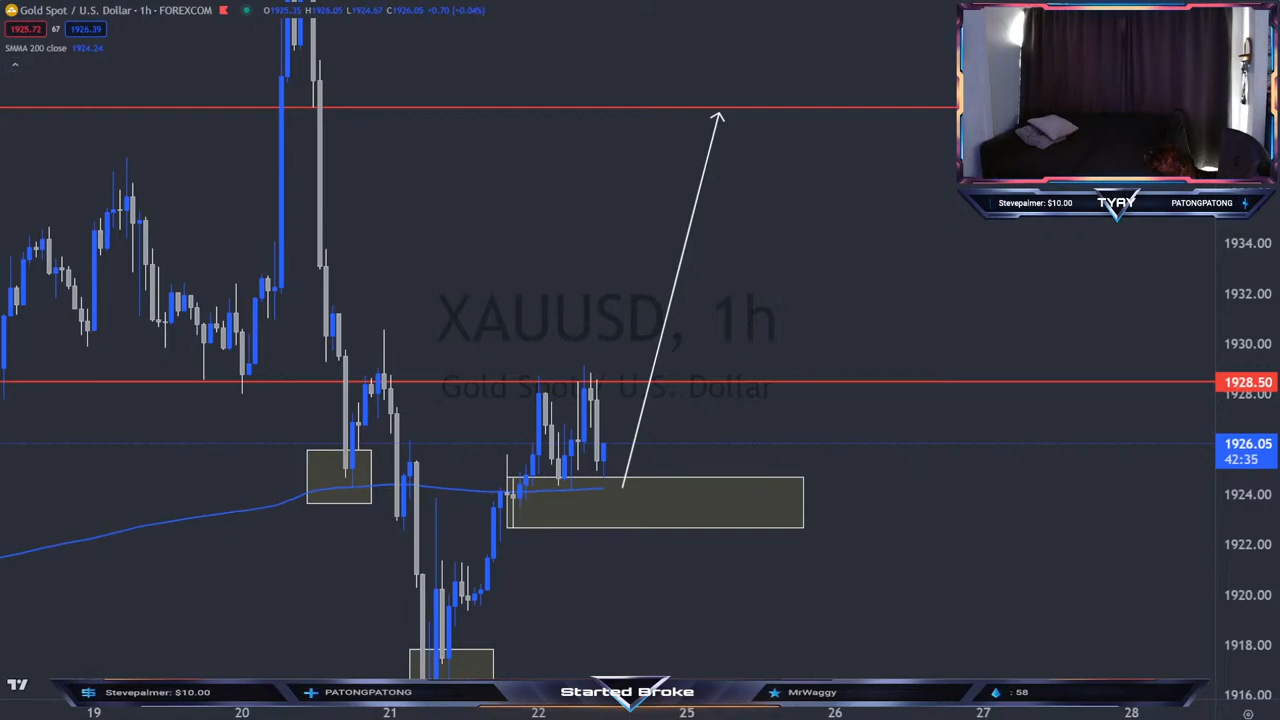 Gold Spot / U.S. Dollar · 1h · FOREXCOM O1925.35 H1926.05 L1924.67 C1926.05 +0.70 (+0.04%)
1925.72 67 1926.39
SMMA 200 close 1924.24
Stevepalmer: $10.00 TYAY PATONGPATONG
1934.00
1932.00
XAUUSD, 1h
1930.00
Gold Spot / U.S. Dollar
1928.50
1928.00
1926.05
42:35
1924.00
1922.00
1920.00
1918.00
Stevepalmer: $10.00 PATONGPATONG Started Broke MrWaggy : 58
1916.00
19 20 21 22 25 26 27 28